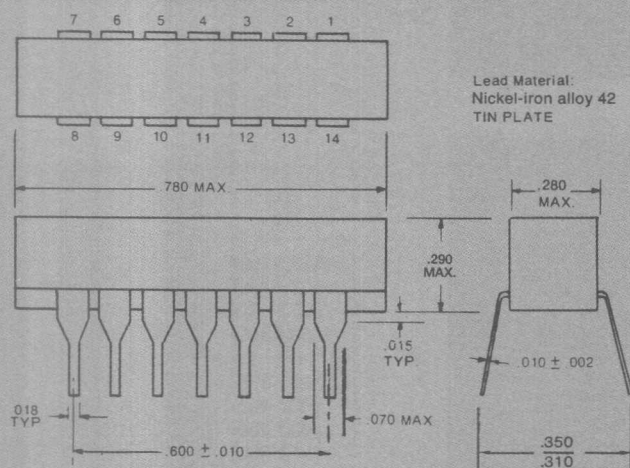 7 6 5 4 3 2 1
8 9 10 11 12 13 14
Lead Material:
Nickel-iron alloy 42
TIN PLATE
.780 MAX.
.280
MAX.
.290
MAX.
.015
TYP.
.010 ± .002
.018
TYP
.070 MAX
.600 ± .010
.350
.310